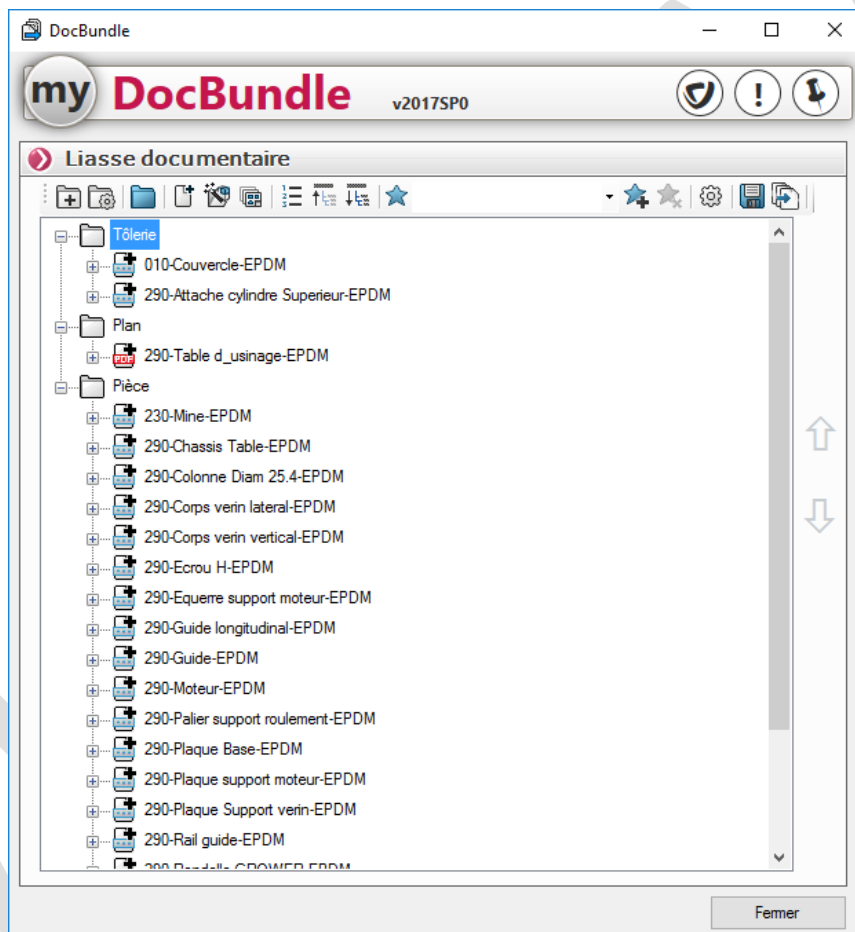 DocBundle
my DocBundle v2017SP0
Liasse documentaire
Tôlerie
010-Couvercle-EPDM
290-Attache cylindre Superieur-EPDM
Plan
290-Table d_usinage-EPDM
Pièce
230-Mine-EPDM
290-Chassis Table-EPDM
290-Colonne Diam 25.4-EPDM
290-Corps verin lateral-EPDM
290-Corps verin vertical-EPDM
290-Ecrou H-EPDM
290-Equerre support moteur-EPDM
290-Guide longitudinal-EPDM
290-Guide-EPDM
290-Moteur-EPDM
290-Palier support roulement-EPDM
290-Plaque Base-EPDM
290-Plaque support moteur-EPDM
290-Plaque Support verin-EPDM
290-Rail guide-EPDM
Fermer